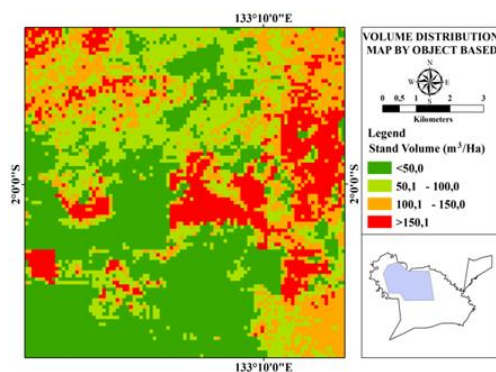 133°10'0"E
2°0'0"S
2°0'0"S
133°10'0"E
VOLUME DISTRIBUTION
MAP BY OBJECT BASED
N
W E
S
0 0,5 1 2 3
Kilometers
Legend
Stand Volume (m³/Ha)
<50,0
50,1 - 100,0
100,1 - 150,0
>150,1